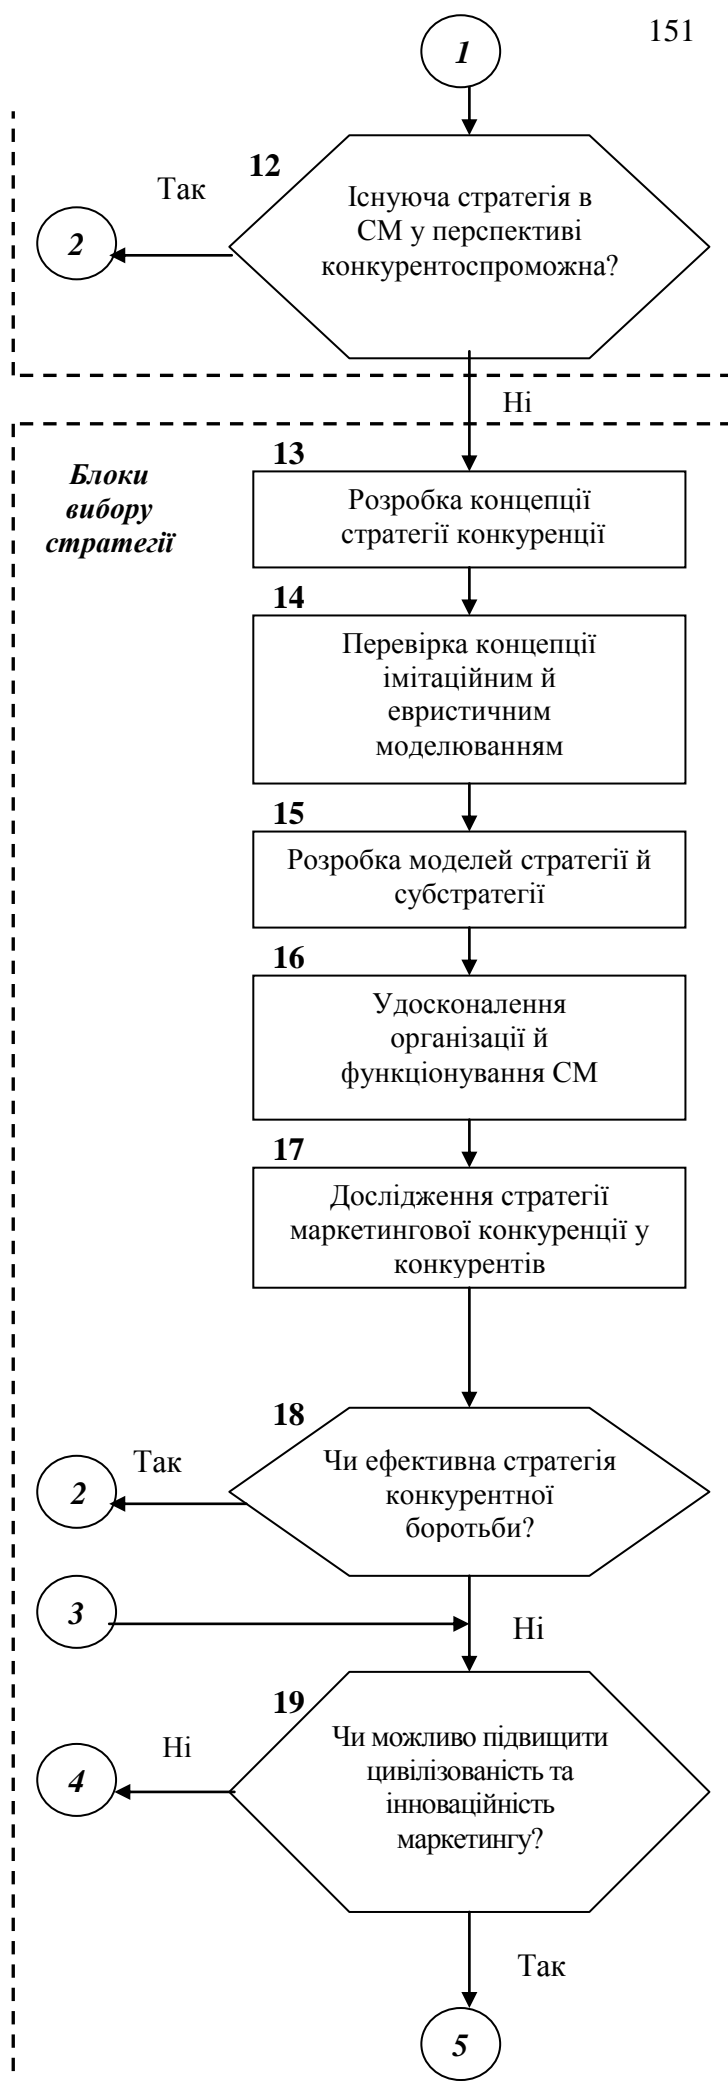 151
1
12
Так
Існуюча стратегія в
СМ у перспективі
конкурентоспроможна?
2
Ні
Блоки
вибору
стратегії
13
Розробка концепції
стратегії конкуренції
14
Перевірка концепції
імітаційним й
евристичним
моделюванням
15
Розробка моделей стратегії й
субстратегії
16
Удосконалення
організації й
функціонування СМ
17
Дослідження стратегії
маркетингової конкуренції у
конкурентів
18
Так
Чи ефективна стратегія
конкурентної
боротьби?
2
3
Ні
19
Ні
Чи можливо підвищити
цивілізованість та
інноваційність
маркетингу?
4
Так
5